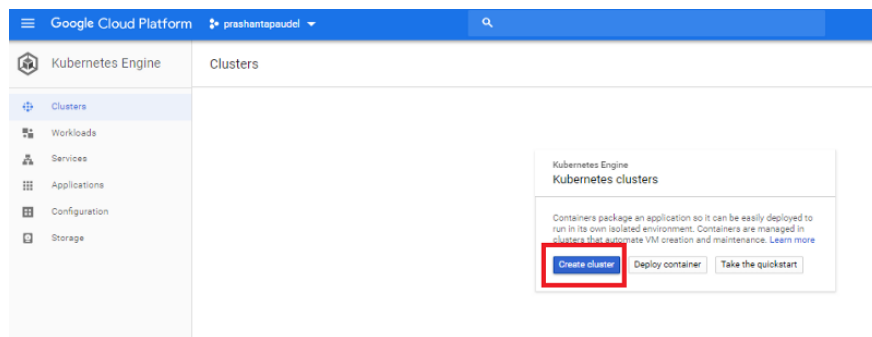 Google Cloud Platform prashantapaudel
Kubernetes Engine
Clusters
Clusters
Workloads
Services
Applications
Configuration
Storage
Kubernetes Engine
Kubernetes clusters
Containers package an application so it can be easily deployed to
run in its own isolated environment. Containers are managed in
clusters that automate VM creation and maintenance. Learn more
Create cluster Deploy container Take the quickstart